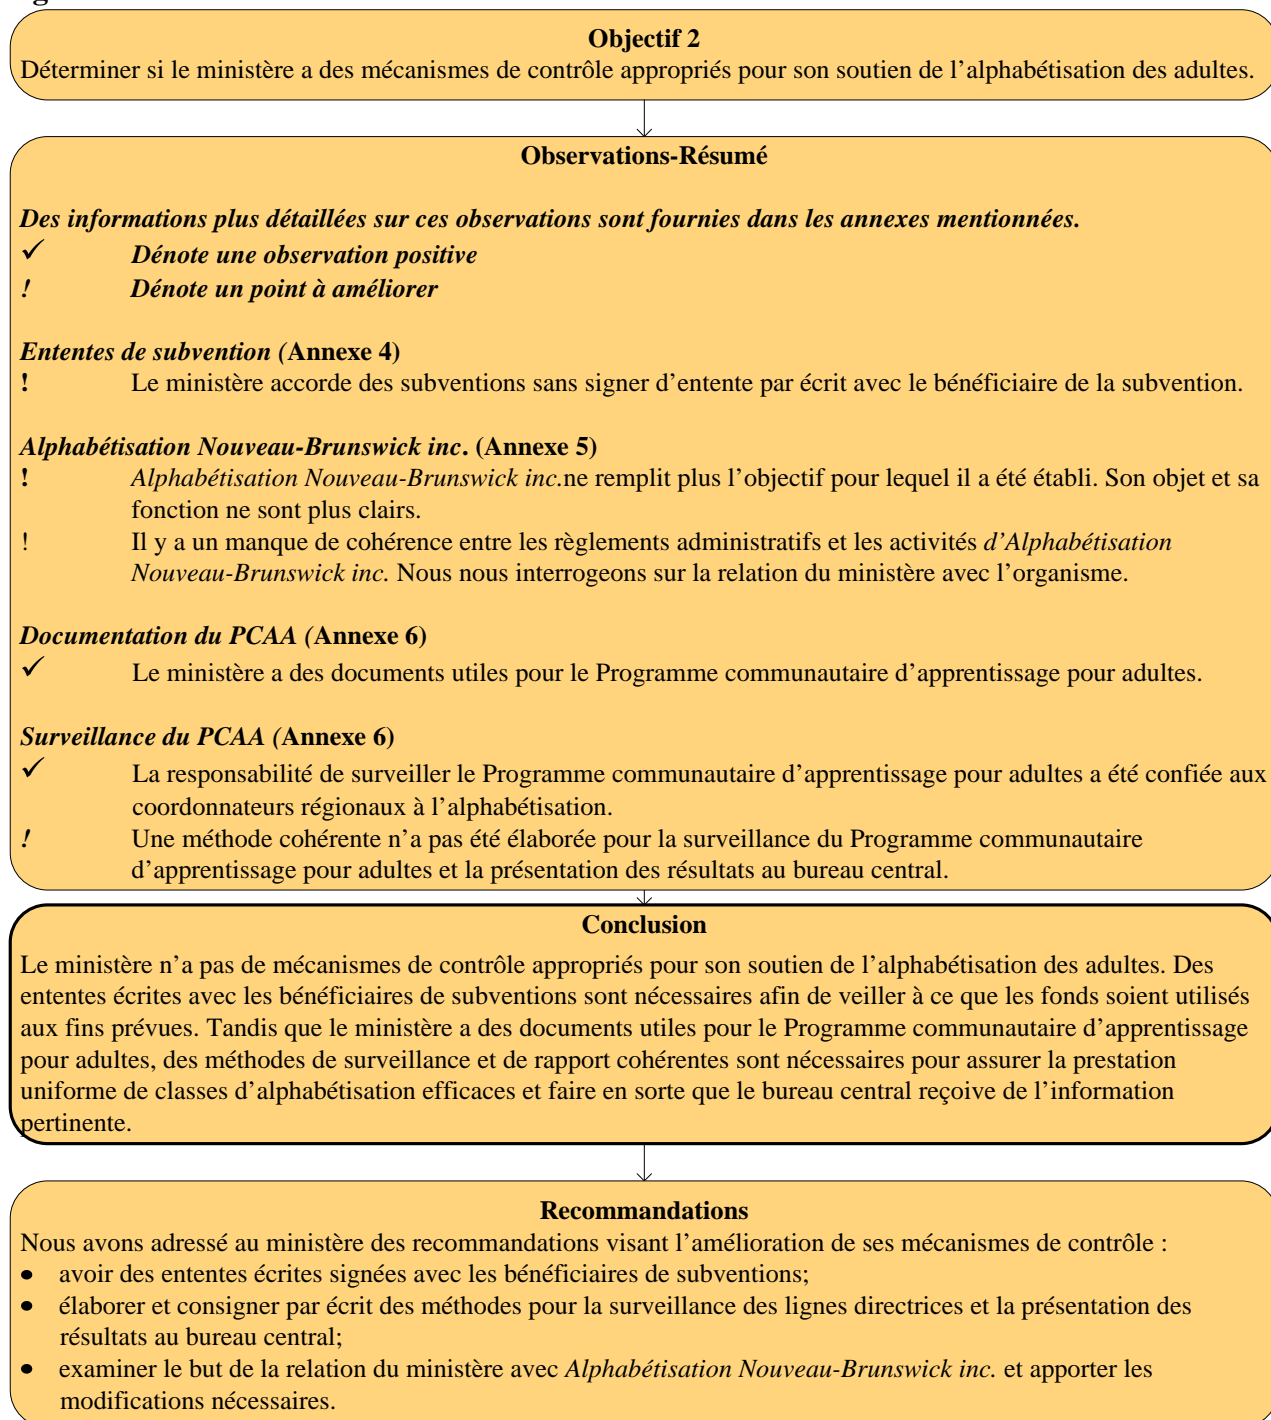 Objectif 2
Déterminer si le ministère a des mécanismes de contrôle appropriés pour son soutien de l’alphabétisation des adultes.
Observations-Résumé
Des informations plus détaillées sur ces observations sont fournies dans les annexes mentionnées.
✓ Dénote une observation positive
! Dénote un point à améliorer
Ententes de subvention (Annexe 4)
! Le ministère accorde des subventions sans signer d’entente par écrit avec le bénéficiaire de la subvention.
Alphabétisation Nouveau-Brunswick inc. (Annexe 5)
! Alphabétisation Nouveau-Brunswick inc.ne remplit plus l’objectif pour lequel il a été établi. Son objet et sa
fonction ne sont plus clairs.
! Il y a un manque de cohérence entre les règlements administratifs et les activités d’Alphabétisation
Nouveau-Brunswick inc. Nous nous interrogeons sur la relation du ministère avec l’organisme.
Documentation du PCAA (Annexe 6)
✓ Le ministère a des documents utiles pour le Programme communautaire d’apprentissage pour adultes.
Surveillance du PCAA (Annexe 6)
✓ La responsabilité de surveiller le Programme communautaire d’apprentissage pour adultes a été confiée aux
coordonnateurs régionaux à l’alphabétisation.
! Une méthode cohérente n’a pas été élaborée pour la surveillance du Programme communautaire
d’apprentissage pour adultes et la présentation des résultats au bureau central.
Conclusion
Le ministère n’a pas de mécanismes de contrôle appropriés pour son soutien de l’alphabétisation des adultes. Des
ententes écrites avec les bénéficiaires de subventions sont nécessaires afin de veiller à ce que les fonds soient utilisés
aux fins prévues. Tandis que le ministère a des documents utiles pour le Programme communautaire d’apprentissage
pour adultes, des méthodes de surveillance et de rapport cohérentes sont nécessaires pour assurer la prestation
uniforme de classes d’alphabétisation efficaces et faire en sorte que le bureau central reçoive de l’information
pertinente.
Recommandations
Nous avons adressé au ministère des recommandations visant l’amélioration de ses mécanismes de contrôle :
• avoir des ententes écrites signées avec les bénéficiaires de subventions;
• élaborer et consigner par écrit des méthodes pour la surveillance des lignes directrices et la présentation des
résultats au bureau central;
• examiner le but de la relation du ministère avec Alphabétisation Nouveau-Brunswick inc. et apporter les
modifications nécessaires.